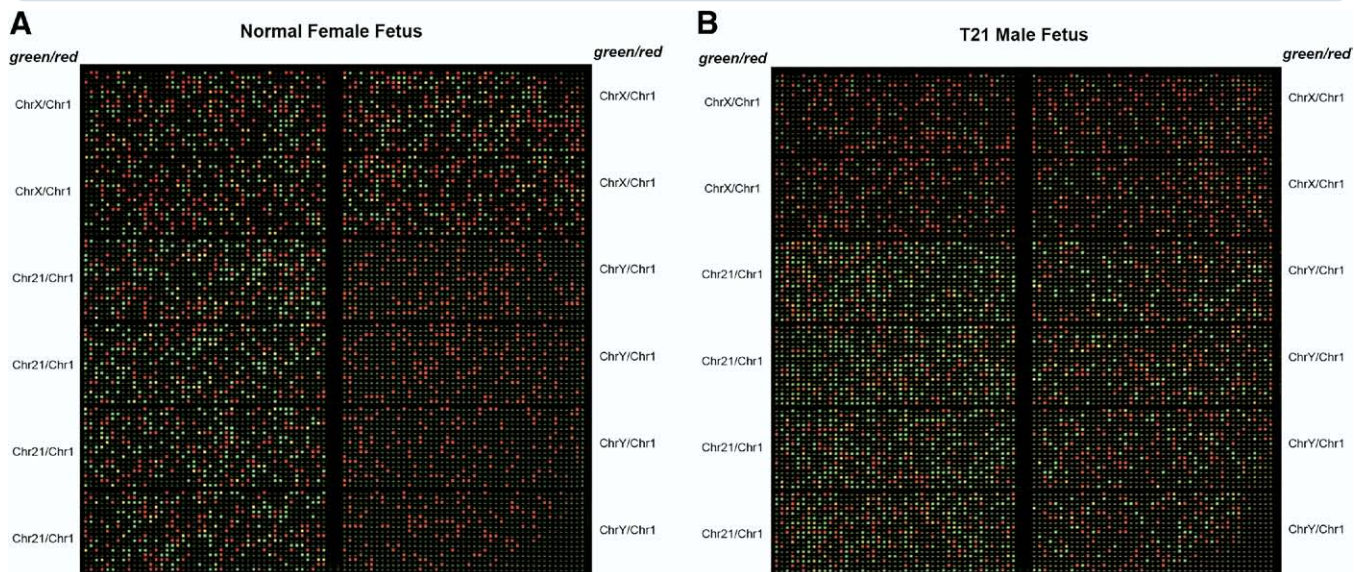 A
Normal Female Fetus
green/red
green/red
ChrX/Chr1
ChrX/Chr1
ChrX/Chr1
ChrX/Chr1
Chr21/Chr1
ChrY/Chr1
Chr21/Chr1
ChrY/Chr1
Chr21/Chr1
ChrY/Chr1
Chr21/Chr1
ChrY/Chr1
B
T21 Male Fetus
green/red
green/red
ChrX/Chr1
ChrX/Chr1
ChrX/Chr1
ChrX/Chr1
Chr21/Chr1
ChrY/Chr1
Chr21/Chr1
ChrY/Chr1
Chr21/Chr1
ChrY/Chr1
Chr21/Chr1
ChrY/Chr1